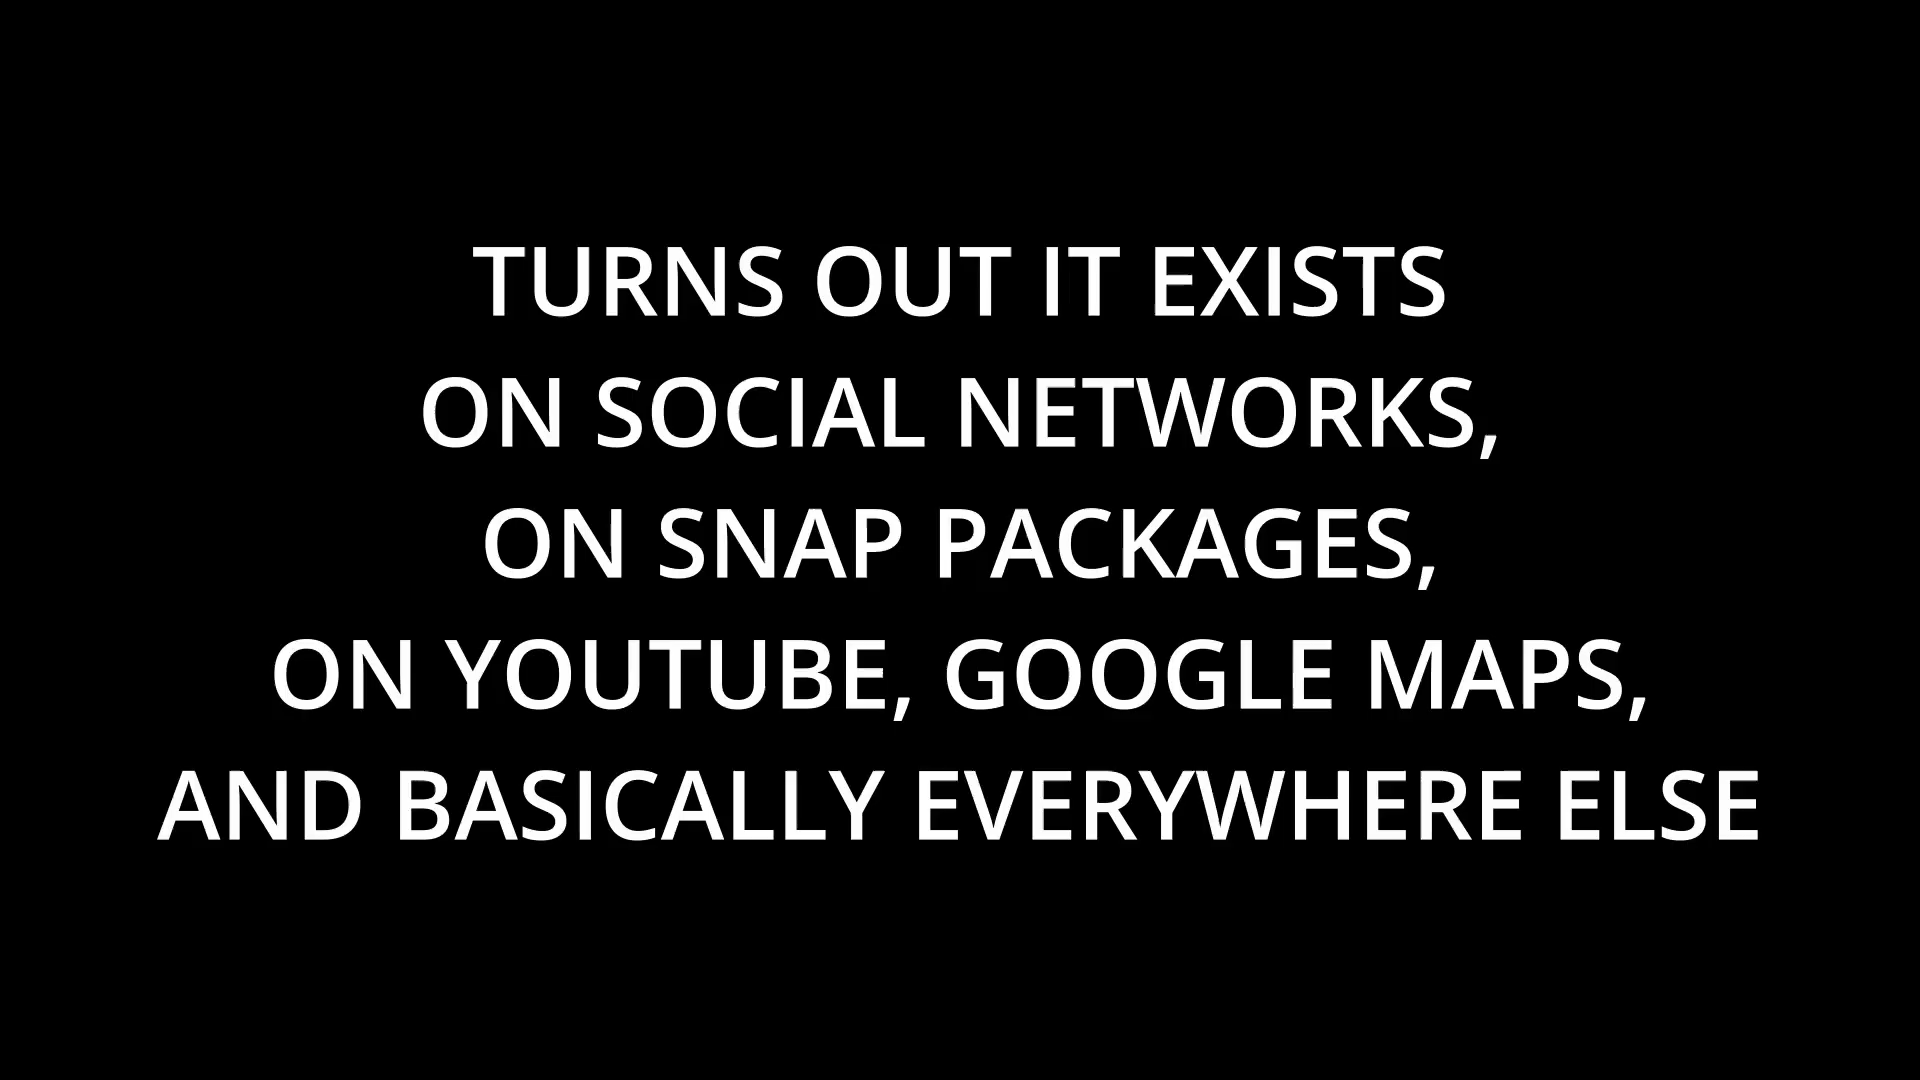 TURNS OUT IT EXISTS
ON SOCIAL NETWORKS,
ON SNAP PACKAGES,
ON YOUTUBE, GOOGLE MAPS,
AND BASICALLY EVERYWHERE ELSE